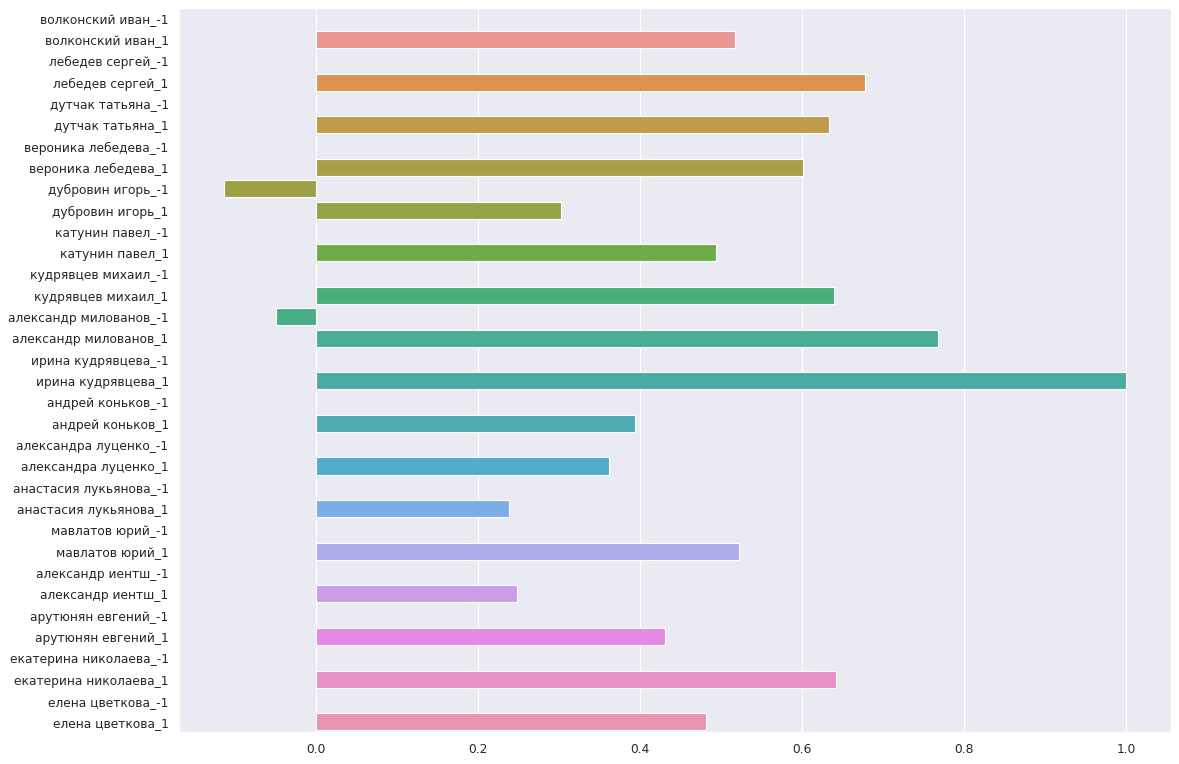 волконский иван_-1
волконский иван_1
лебедев сергей_-1
лебедев сергей_1
дутчак татьяна_-1
дутчак татьяна_1
вероника лебедева_-1
вероника лебедева_1
дубровин игорь_-1
дубровин игорь_1
катунин павел_-1
катунин павел_1
кудрявцев михаил_-1
кудрявцев михаил_1
александр милованов_-1
александр милованов_1
ирина кудрявцева_-1
ирина кудрявцева_1
андрей коньков_-1
андрей коньков_1
александра луценко_-1
александра луценко_1
анастасия лукьянова_-1
анастасия лукьянова_1
мавлатов юрий_-1
мавлатов юрий_1
александр иентш_-1
александр иентш_1
арутюнян евгений_-1
арутюнян евгений_1
екатерина николаева_-1
екатерина николаева_1
елена цветкова_-1
елена цветкова_1
0.0 0.2 0.4 0.6 0.8 1.0